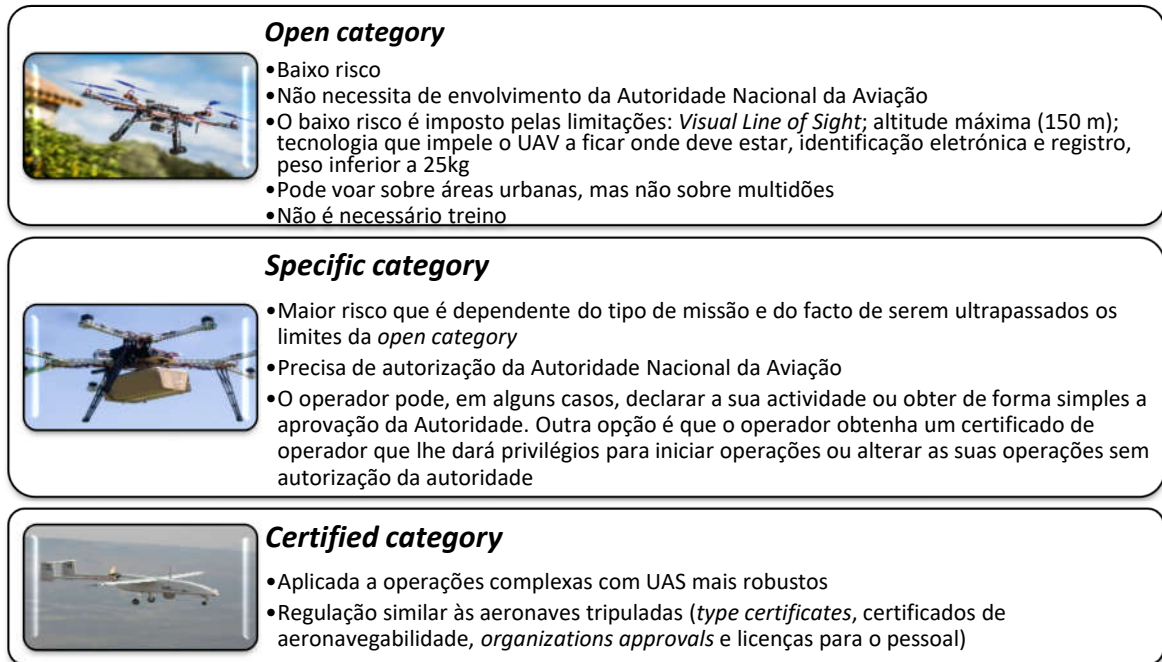 Open category
•Baixo risco
•Não necessita de envolvimento da Autoridade Nacional da Aviação
•O baixo risco é imposto pelas limitações: Visual Line of Sight; altitude máxima (150 m);
tecnologia que impele o UAV a ficar onde deve estar, identificação eletrónica e registro,
peso inferior a 25kg
•Pode voar sobre áreas urbanas, mas não sobre multidões
•Não é necessário treino
Specific category
•Maior risco que é dependente do tipo de missão e do facto de serem ultrapassados os
limites da open category
•Precisa de autorização da Autoridade Nacional da Aviação
•O operador pode, em alguns casos, declarar a sua actividade ou obter de forma simples a
aprovação da Autoridade. Outra opção é que o operador obtenha um certificado de
operador que lhe dará privilégios para iniciar operações ou alterar as suas operações sem
autorização da autoridade
Certified category
•Aplicada a operações complexas com UAS mais robustos
•Regulação similar às aeronaves tripuladas (type certificates, certificados de
aeronavegabilidade, organizations approvals e licenças para o pessoal)